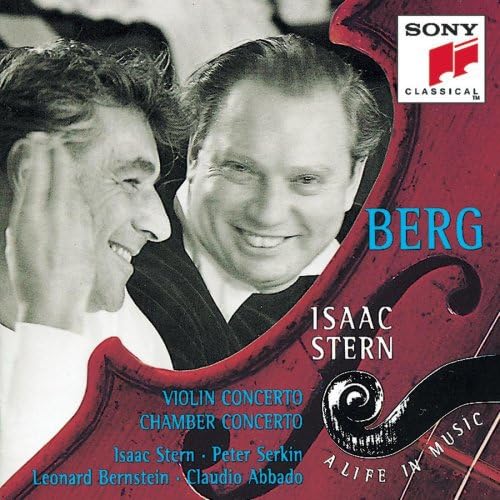 SONY
CLASSICAL™
BERG
ISAAC
STERN
VIOLIN CONCERTO
CHAMBER CONCERTO
Isaac Stern · Peter Serkin
Leonard Bernstein · Claudio Abbado
A LIFE IN MUSIC